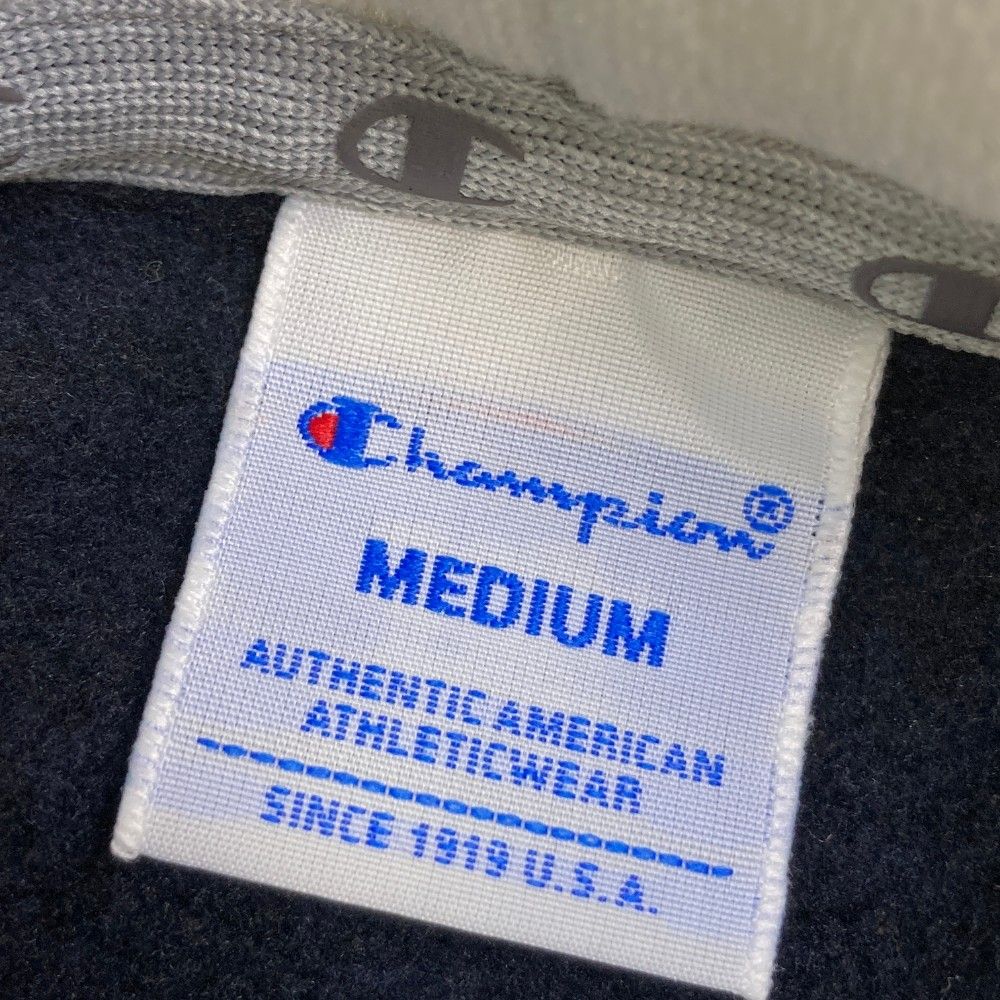 Champion®
MEDIUM
AUTHENTIC AMERICAN
ATHLETICWEAR
SINCE 1919 U.S.A.